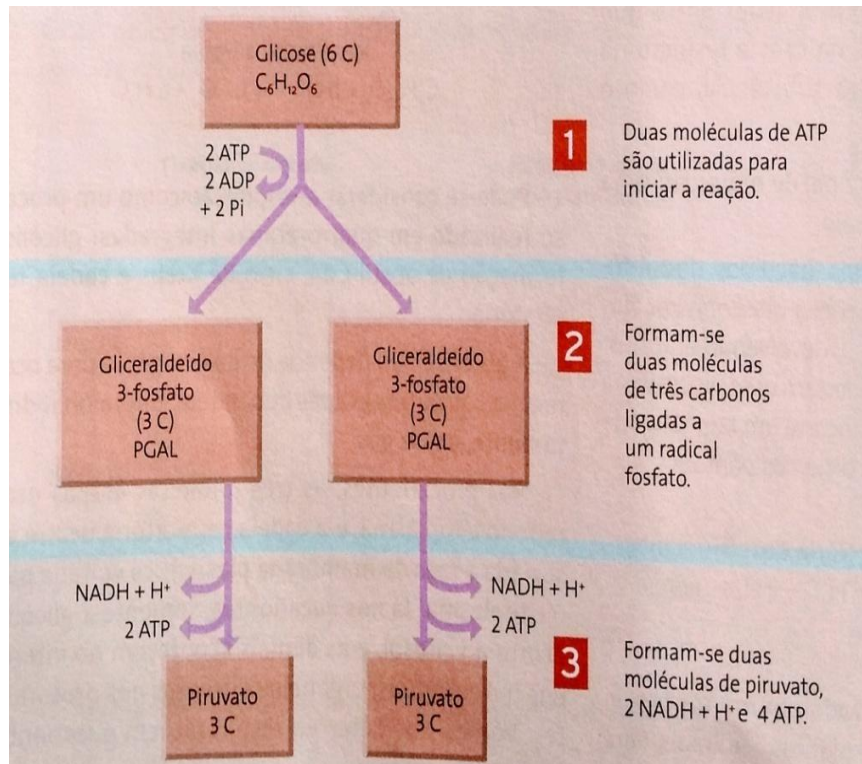 Glicose (6 C)
C₆H₁₂O₆
2 ATP
2 ADP
+ 2 Pi
1
Duas moléculas de ATP
são utilizadas para
iniciar a reação.
Gliceraldeído
3-fosfato
(3 C)
PGAL
Gliceraldeído
3-fosfato
(3 C)
PGAL
2
Formam-se
duas moléculas
de três carbonos
ligadas a
um radical
fosfato.
NADH + H⁺
2 ATP
NADH + H⁺
2 ATP
Piruvato
3 C
Piruvato
3 C
3
Formam-se duas
moléculas de piruvato,
2 NADH + H⁺ e 4 ATP.